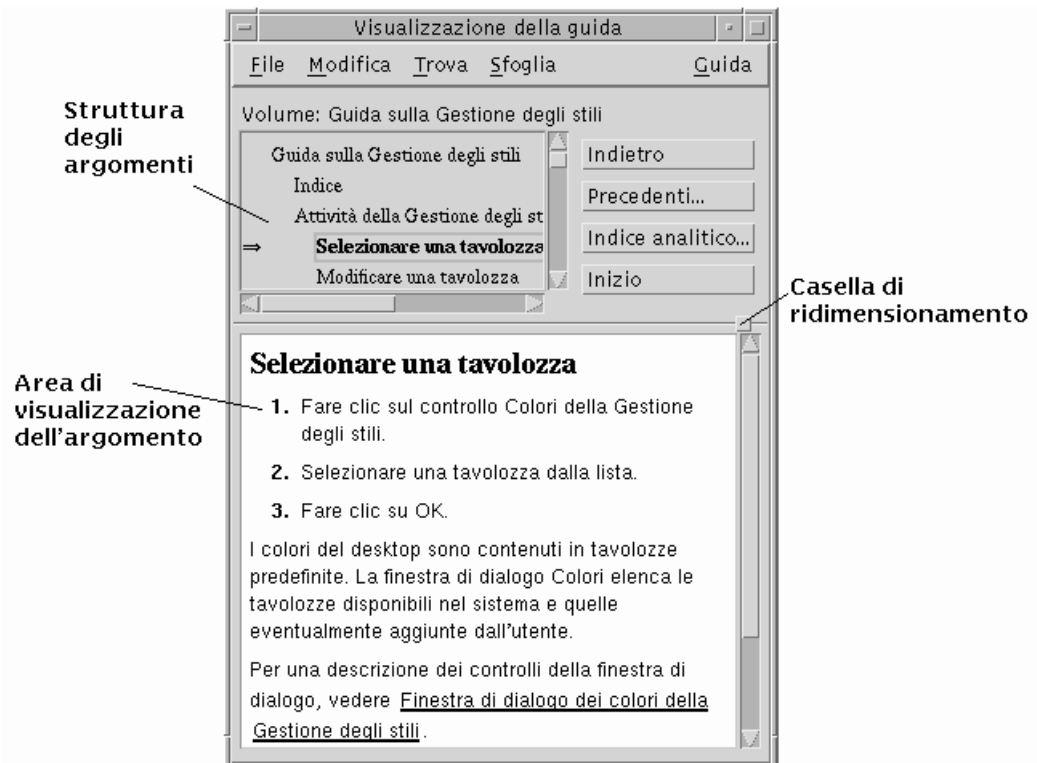 Visualizzazione della guida
File Modifica Trova Sfoglia Guida
Struttura
degli
argomenti
Volume: Guida sulla Gestione degli stili
Guida sulla Gestione degli stili
Indice
Attività della Gestione degli st
⇒ Selezionare una tavolozza
Modificare una tavolozza
Indietro
Precedenti...
Indice analitico...
Inizio
Casella di
ridimensionamento
Area di
visualizzazione
dell'argomento
Selezionare una tavolozza
1. Fare clic sul controllo Colori della Gestione
degli stili.
2. Selezionare una tavolozza dalla lista.
3. Fare clic su OK.
I colori del desktop sono contenuti in tavolozze
predefinite. La finestra di dialogo Colori elenca le
tavolozze disponibili nel sistema e quelle
eventualmente aggiunte dall'utente.
Per una descrizione dei controlli della finestra di
dialogo, vedere Finestra di dialogo dei colori della
Gestione degli stili.